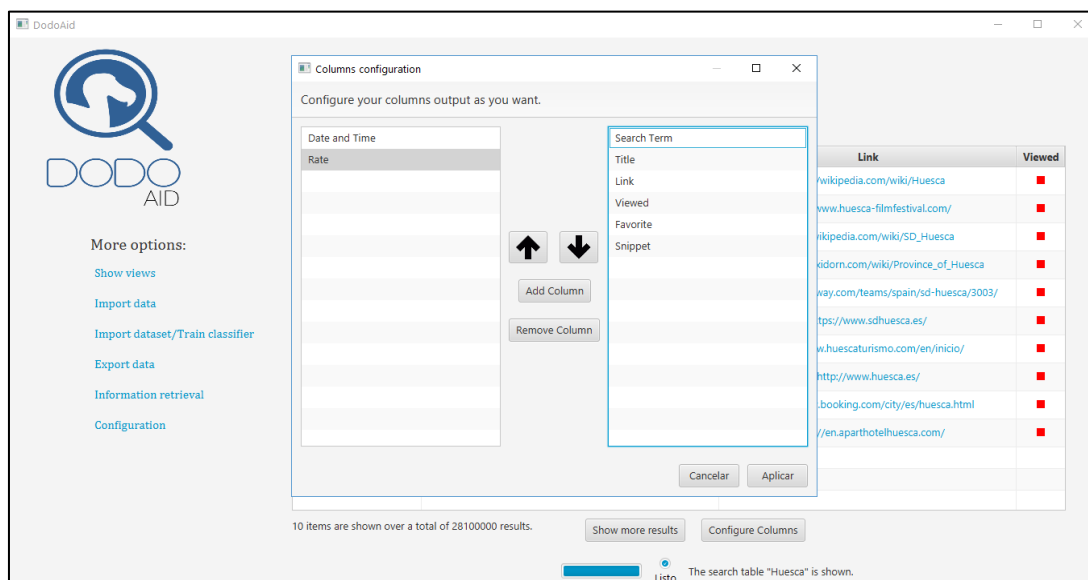 DodoAid
DODO
AID
More options:
Show views
Import data
Import dataset/Train classifier
Export data
Information retrieval
Configuration
Columns configuration
Configure your columns output as you want.
Date and Time
Rate
Add Column
Remove Column
Search Term
Title
Link
Viewed
Favorite
Snippet
Cancelar
Aplicar
Link Viewed
/wikipedia.com/wiki/Huesca
www.huesca-filmfestival.com/
wikipedia.com/wiki/SD_Huesca
kidorn.com/wiki/Province_of_Huesca
way.com/teams/spain/sd-huesca/3003/
tps://www.sdhuesca.es/
w.huescaturismo.com/en/inicio/
http://www.huesca.es/
.booking.com/city/es/huesca.html
//en.aparthotelhuesca.com/
10 items are shown over a total of 28100000 results.
Show more results
Configure Columns
Listo
The search table "Huesca" is shown.